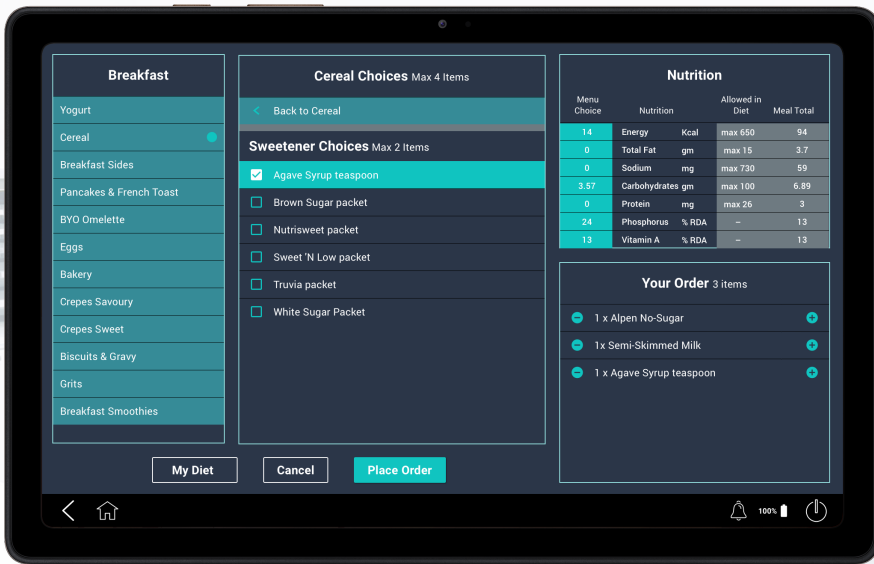 Breakfast
Yogurt
Cereal
Breakfast Sides
Pancakes & French Toast
BYO Omelette
Eggs
Bakery
Crepes Savoury
Crepes Sweet
Biscuits & Gravy
Grits
Breakfast Smoothies
Cereal Choices Max 4 Items
Back to Cereal
Sweetener Choices Max 2 Items
Agave Syrup teaspoon
Brown Sugar packet
Nutrisweet packet
Sweet 'N Low packet
Truvia packet
White Sugar Packet
Nutrition
Menu Choice Nutrition Allowed in Diet Meal Total
14 Energy Kcal max 650 94
0 Total Fat gm max 15 3.7
0 Sodium mg max 730 59
3.57 Carbohydrates gm max 100 6.89
0 Protein mg max 26 3
24 Phosphorus % RDA – 13
13 Vitamin A % RDA – 13
Your Order 3 items
1 x Alpen No-Sugar
1x Semi-Skimmed Milk
1 x Agave Syrup teaspoon
My Diet Cancel Place Order
100%